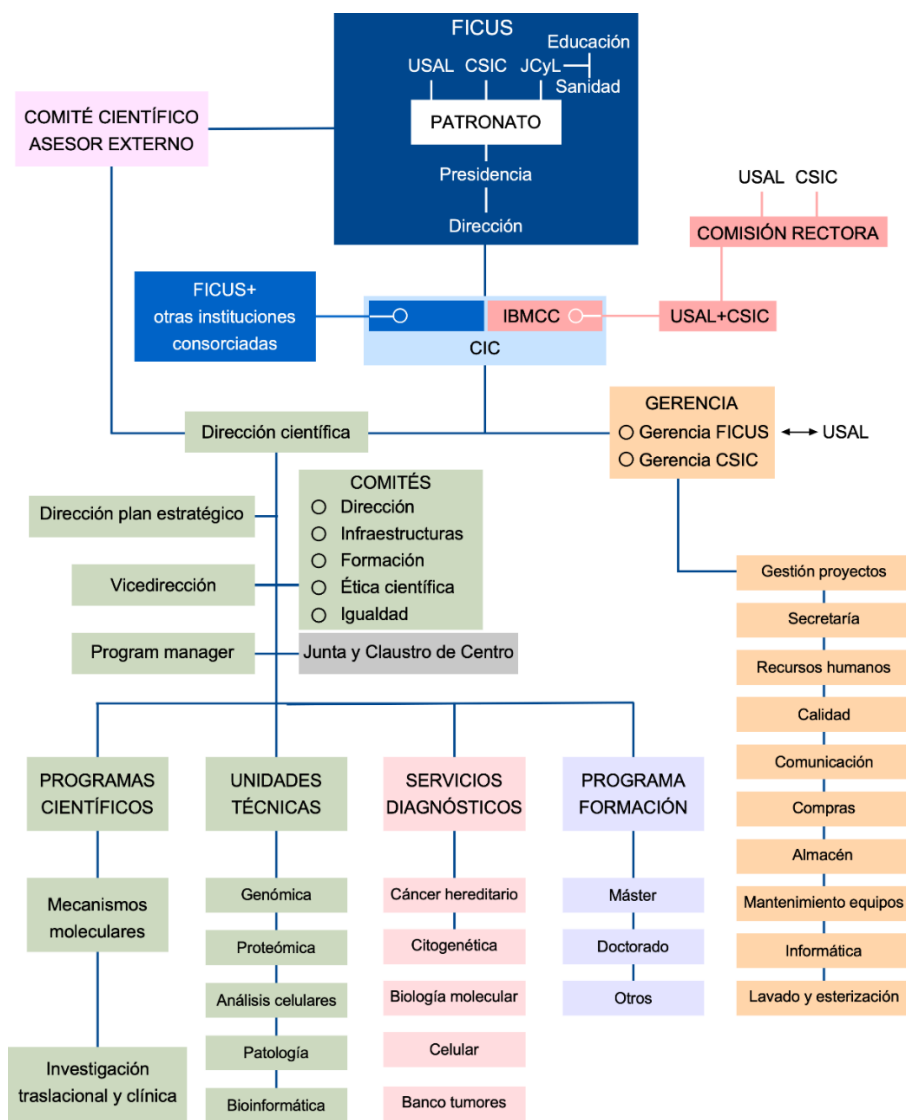 FICUS
Educación
USAL CSIC JCyL
Sanidad
PATRONATO
Presidencia
Dirección
COMITÉ CIENTÍFICO
ASESOR EXTERNO
USAL CSIC
COMISIÓN RECTORA
FICUS+
otras instituciones
consorciadas
IBMCC
CIC
USAL+CSIC
Dirección científica
GERENCIA
Gerencia FICUS
Gerencia CSIC
USAL
Dirección plan estratégico
Vicedirección
Program manager
COMITÉS
Dirección
Infraestructuras
Formación
Ética científica
Igualdad
Junta y Claustro de Centro
Gestión proyectos
Secretaría
Recursos humanos
Calidad
Comunicación
Compras
Almacén
Mantenimiento equipos
Informática
Lavado y esterización
PROGRAMAS
CIENTÍFICOS
Mecanismos
moleculares
Investigación
traslacional y clínica
UNIDADES
TÉCNICAS
Genómica
Proteómica
Análisis celulares
Patología
Bioinformática
SERVICIOS
DIAGNÓSTICOS
Cáncer hereditario
Citogenética
Biología molecular
Celular
Banco tumores
PROGRAMA
FORMACIÓN
Máster
Doctorado
Otros